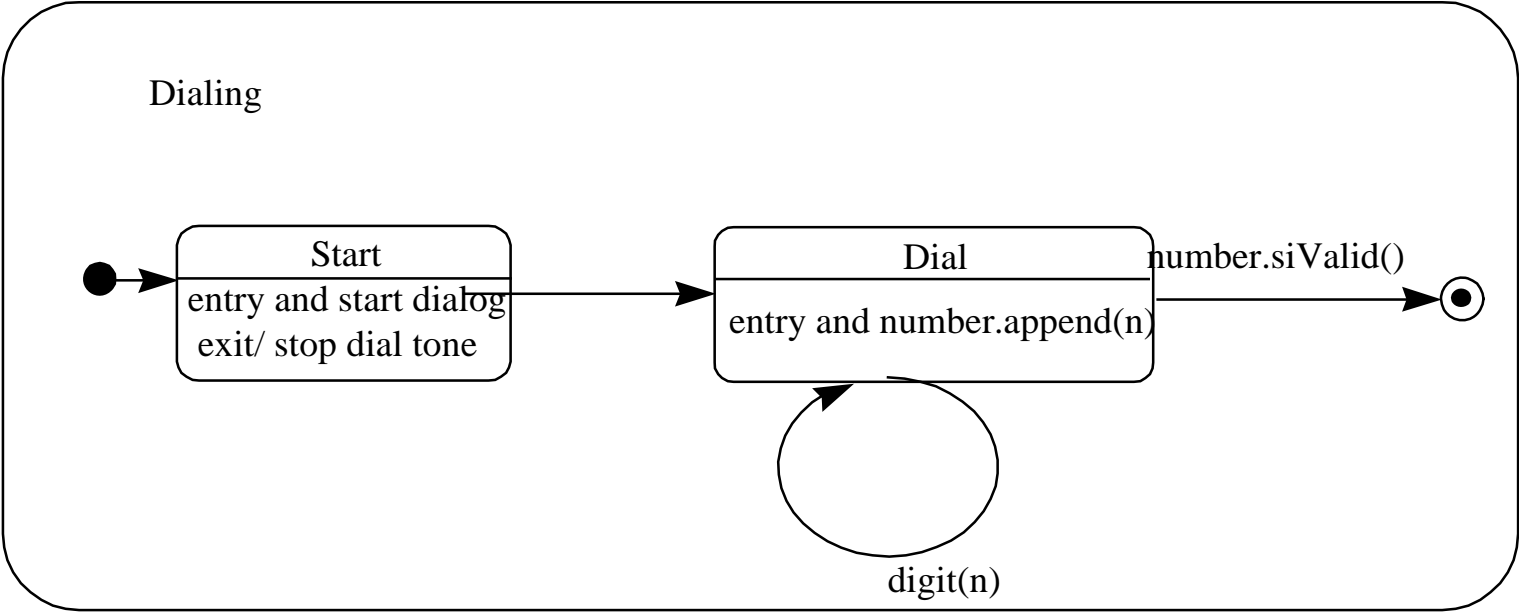 Dialing
Start
entry and start dialog
exit/ stop dial tone
Dial
entry and number.append(n)
number.siValid()
digit(n)